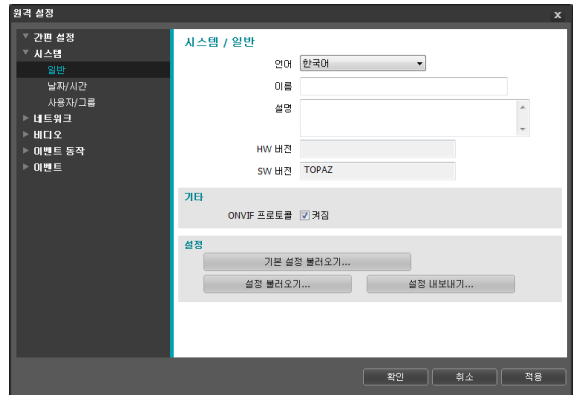 원격 설정
x
간편 설정
시스템
일반
날짜/시간
사용자/그룹
네트워크
비디오
이벤트 동작
이벤트
시스템 / 일반
언어 한국어
이름
설명
HW 버전
SW 버전 TOPAZ
기타
ONVIF 프로토콜 켜짐
설정
기본 설정 불러오기...
설정 불러오기... 설정 내보내기...
확인 취소 적용